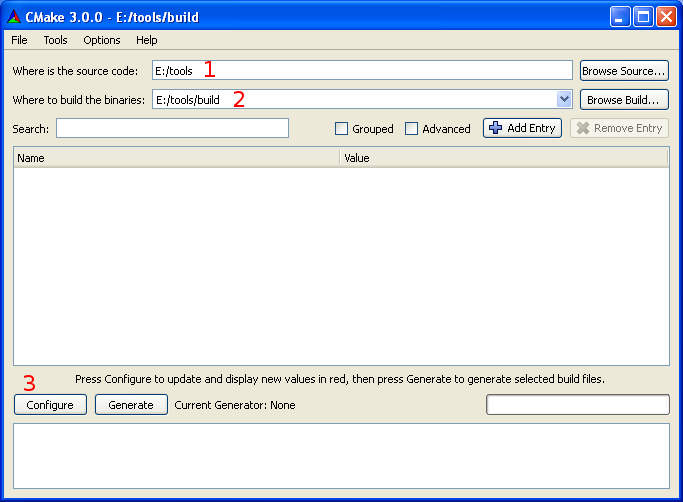 CMake 3.0.0 - E:/tools/build
File Tools Options Help
Where is the source code: E:/tools 1 Browse Source...
Where to build the binaries: E:/tools/build 2 Browse Build...
Search: Grouped Advanced Add Entry Remove Entry
Name Value
3 Press Configure to update and display new values in red, then press Generate to generate selected build files.
Configure Generate Current Generator: None